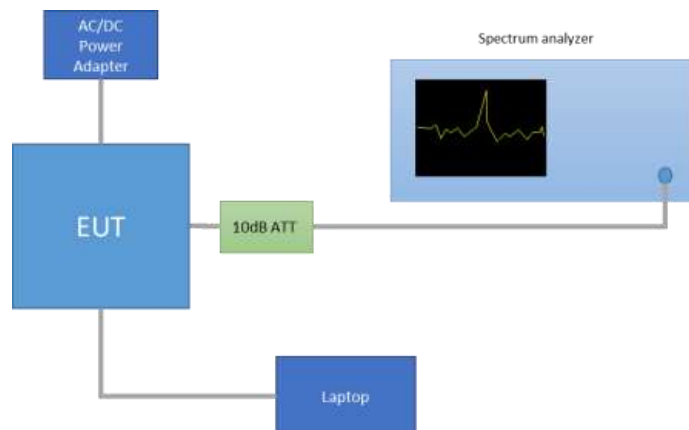 AC/DC
Power
Adapter
Spectrum analyzer
EUT
10dB ATT
Laptop